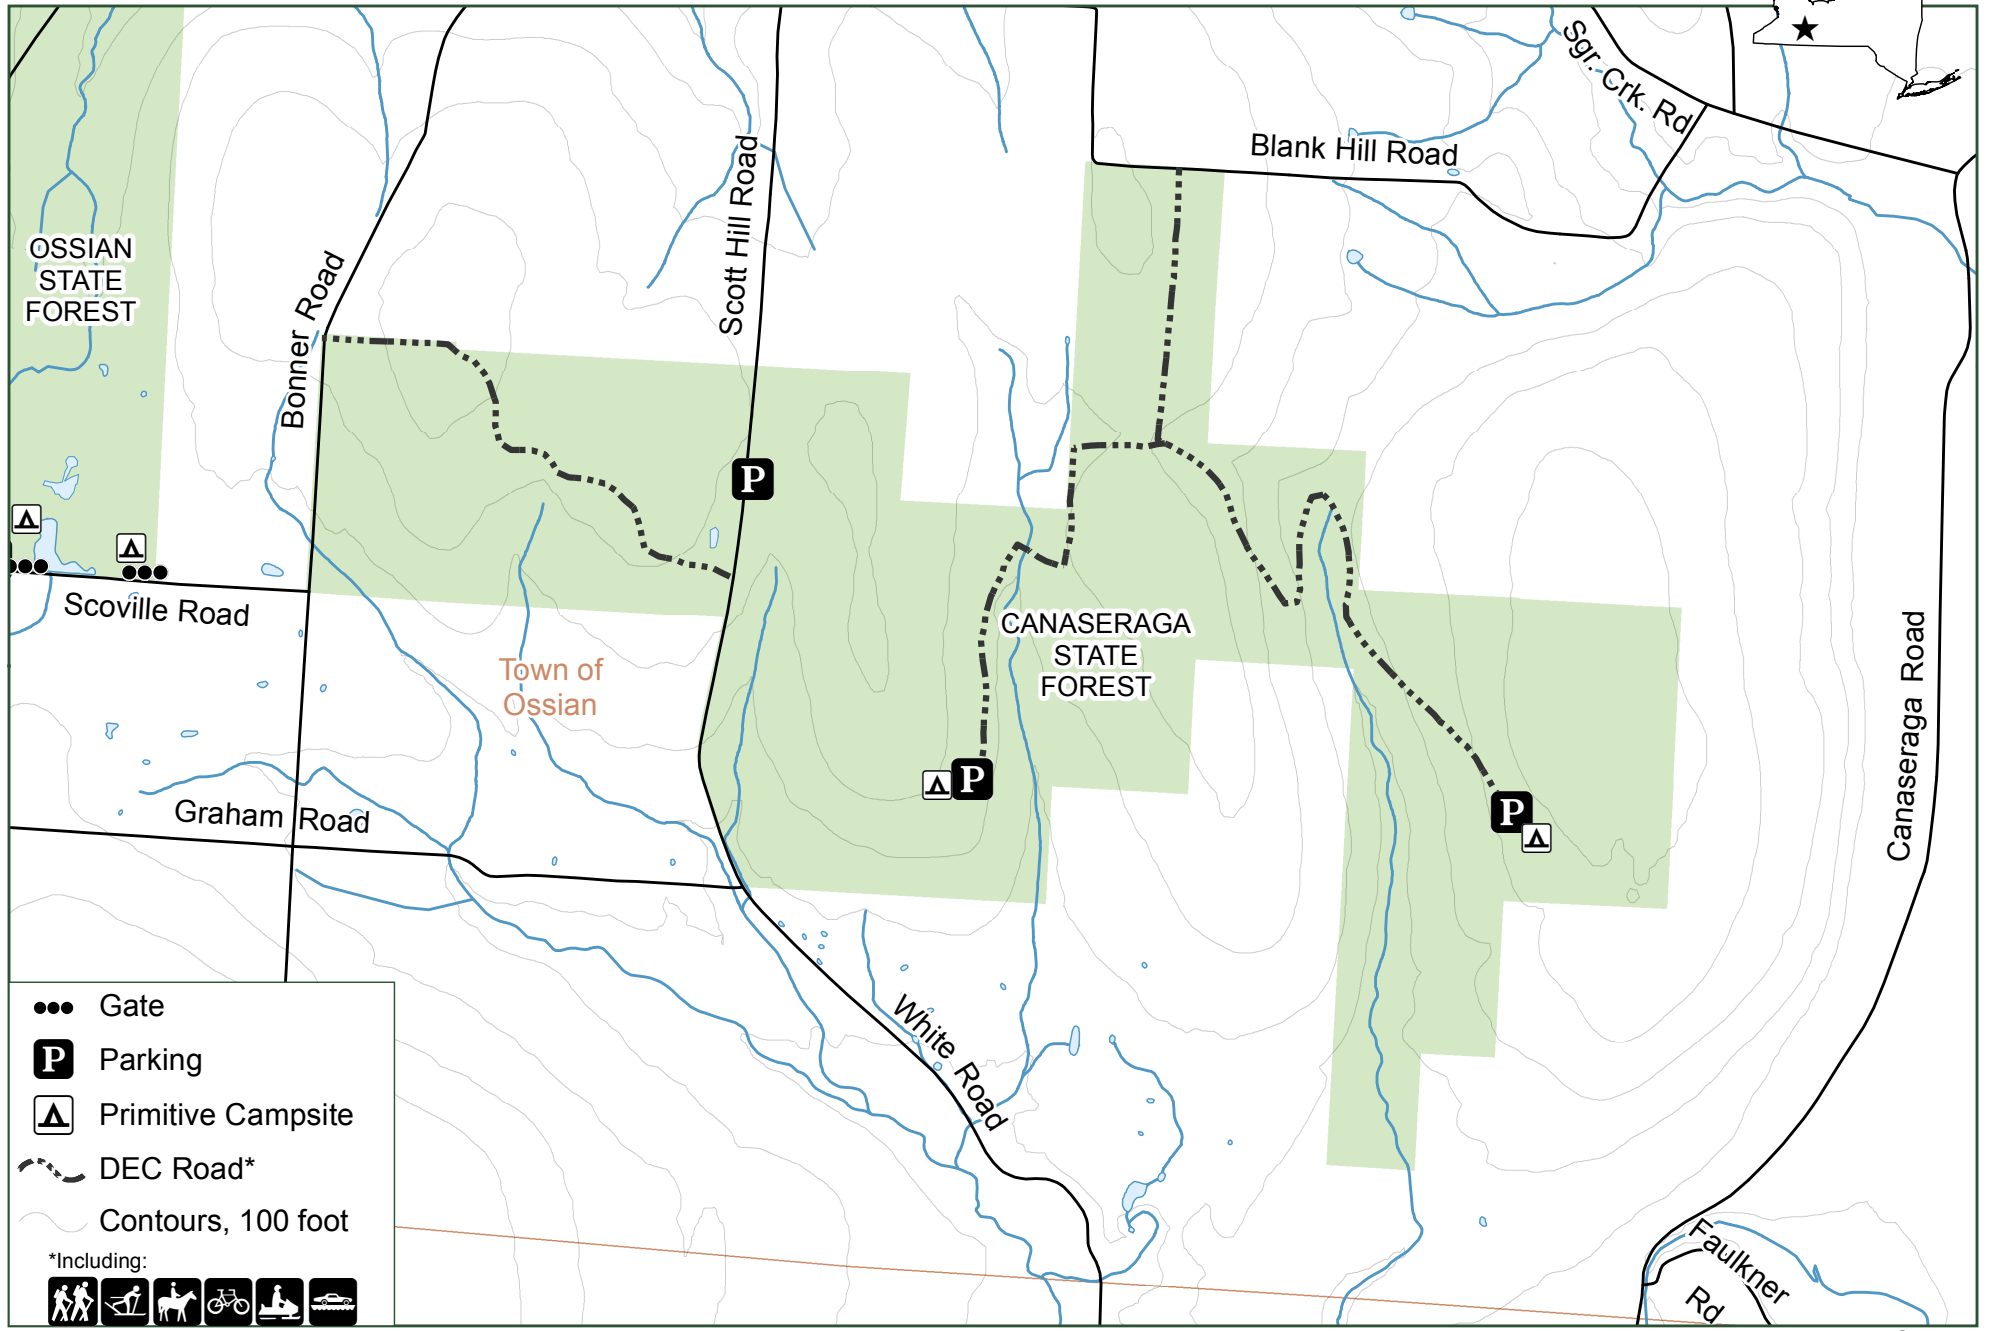 Sgr. Crk. Rd
Blank Hill Road
Scott Hill Road
OSSIAN
STATE
FOREST
Bonner Road
P
Scoville Road
CANASERAGA
STATE
FOREST
Town of
Ossian
Canaseraga Road
P
P
Graham Road
White Road
Gate
P Parking
Primitive Campsite
DEC Road*
Contours, 100 foot
*Including:
Faulkner
Rd